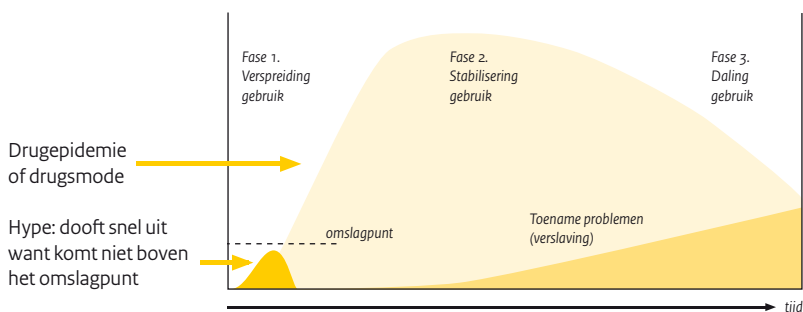 Fase 1.
Verspreiding
gebruik
Fase 2.
Stabilisering
gebruik
Fase 3.
Daling
gebruik
Drugepidemie
of drugsmode
Hype: dooft snel uit
want komt niet boven
het omslagpunt
omslagpunt
Toename problemen
(verslaving)
tijd